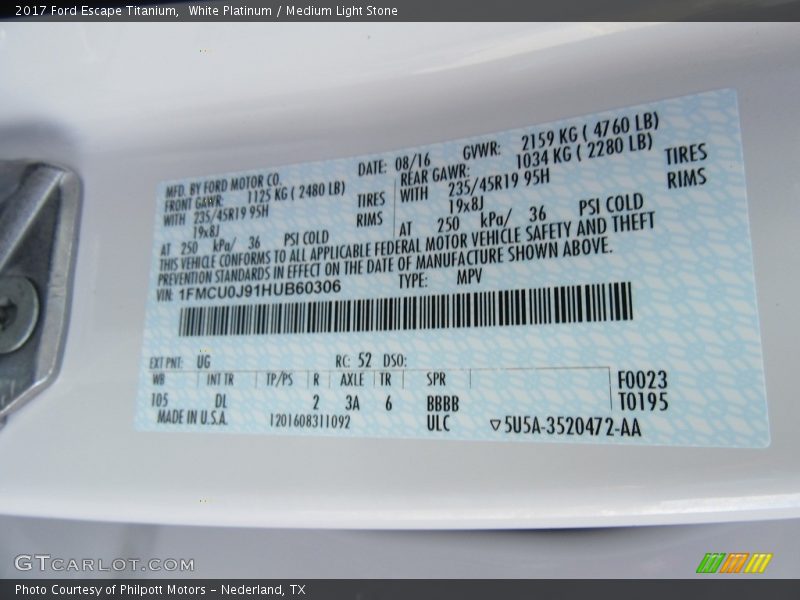 2017 Ford Escape Titanium,  White Platinum / Medium Light Stone
MFD. BY FORD MOTOR CO.
DATE: 08/16
GVWR: 2159 KG ( 4760 LB)
FRONT GAWR: 1125 KG ( 2480 LB)
REAR GAWR: 1034 KG ( 2280 LB)
WITH 235/45R19 95H TIRES
WITH 235/45R19 95H TIRES
19x8J RIMS
19x8J RIMS
AT 250 kPa/ 36 PSI COLD
AT 250 kPa/ 36 PSI COLD
THIS VEHICLE CONFORMS TO ALL APPLICABLE FEDERAL MOTOR VEHICLE SAFETY AND THEFT
PREVENTION STANDARDS IN EFFECT ON THE DATE OF MANUFACTURE SHOWN ABOVE.
VIN: 1FMCU0J91HUB60306 TYPE: MPV
EXT PNT: UG RC: 52 DSO:
WB INT TR TP/PS R AXLE TR SPR
105 DL 2 3A 6 BBBB
F0023
T0195
MADE IN U.S.A. 1201608311092 ULC ▽5U5A-3520472-AA
GTCARLOT.COM
Photo Courtesy of Philpott Motors - Nederland, TX